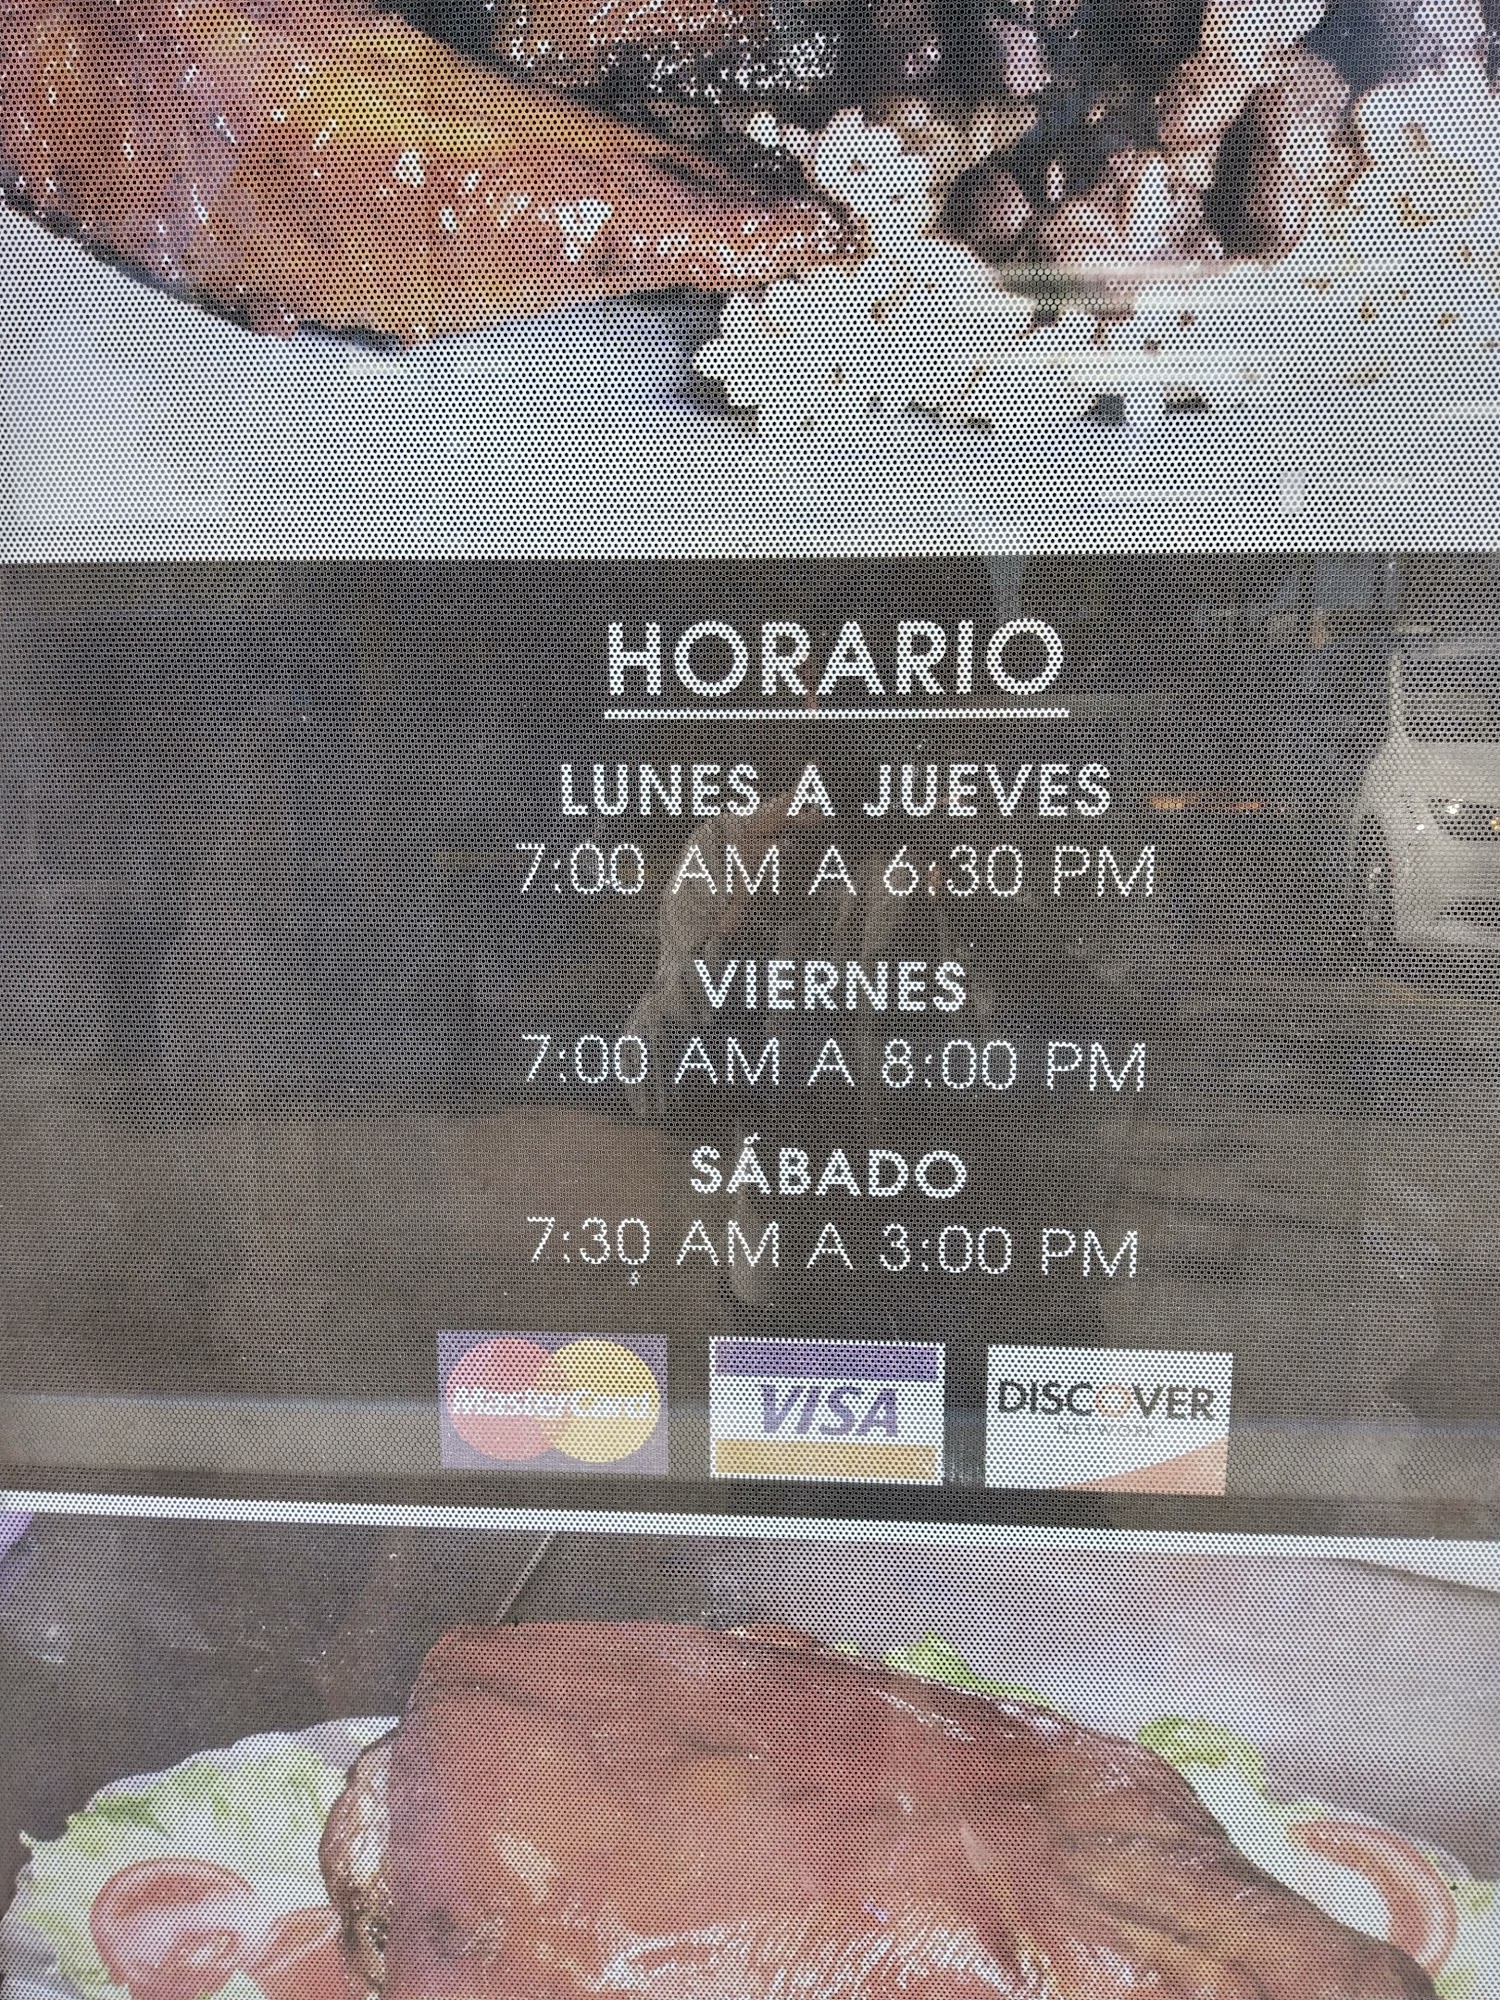 HORARIO
LUNES A JUEVES
7:00 AM A 6:30 PM
VIERNES
7:00 AM A 8:00 PM
SÁBADO
7:30 AM A 3:00 PM
MasterCard
VISA
DISCOVER
NETWORK